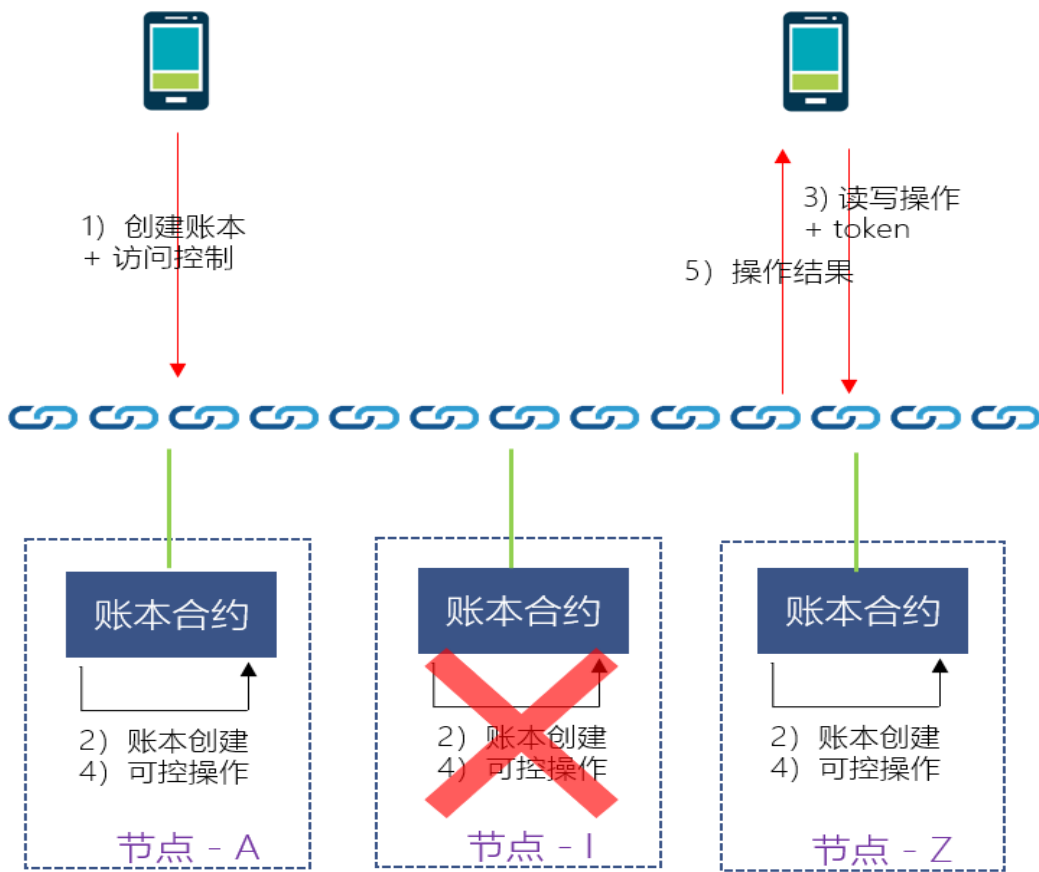 1）创建账本
+ 访问控制
3) 读写操作
+ token
5）操作结果
账本合约
2）账本创建
4）可控操作
节点 - A
账本合约
2）账本创建
4）可控操作
节点 - I
账本合约
2）账本创建
4）可控操作
节点 - Z